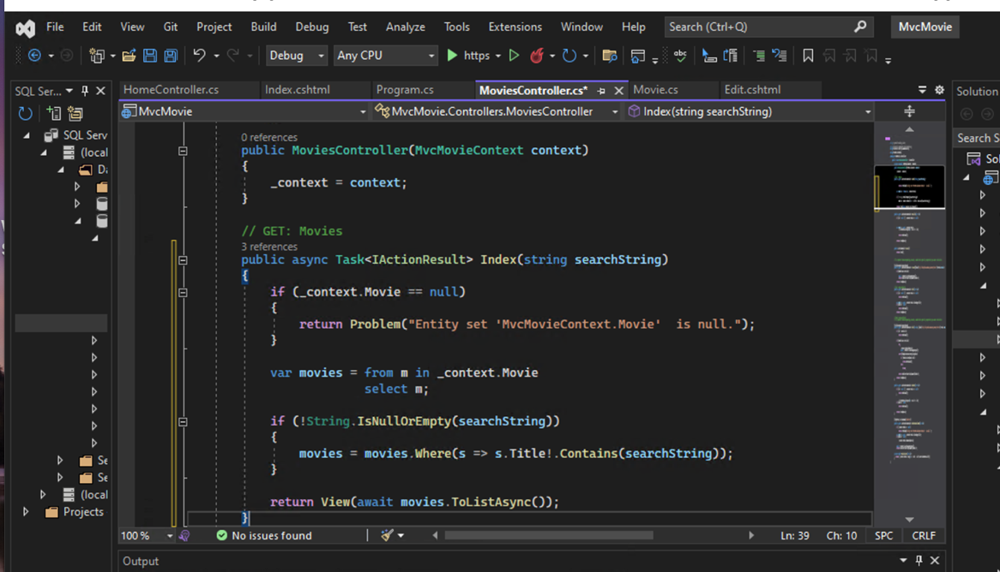 File Edit View Git Project Build Debug Test Analyze Tools Extensions Window Help Search (Ctrl+Q) MvcMovie
Debug Any CPU https
SQL Ser... HomeController.cs Index.cshtml Program.cs MoviesController.cs* Movie.cs Edit.cshtml Solution
MvcMovie MvcMovie.Controllers.MoviesController Index(string searchString)
SQL Serv
(local
Se
Se
(local
Projects
Search S
Sol
0 references
public MoviesController(MvcMovieContext context)
{
_context = context;
}
// GET: Movies
3 references
public async Task<IActionResult> Index(string searchString)
{
if (_context.Movie == null)
{
return Problem("Entity set 'MvcMovieContext.Movie'  is null.");
}
var movies = from m in _context.Movie
select m;
if (!String.IsNullOrEmpty(searchString))
{
movies = movies.Where(s => s.Title!.Contains(searchString));
}
return View(await movies.ToListAsync());
}
100 % No issues found Ln: 39 Ch: 10 SPC CRLF
Output